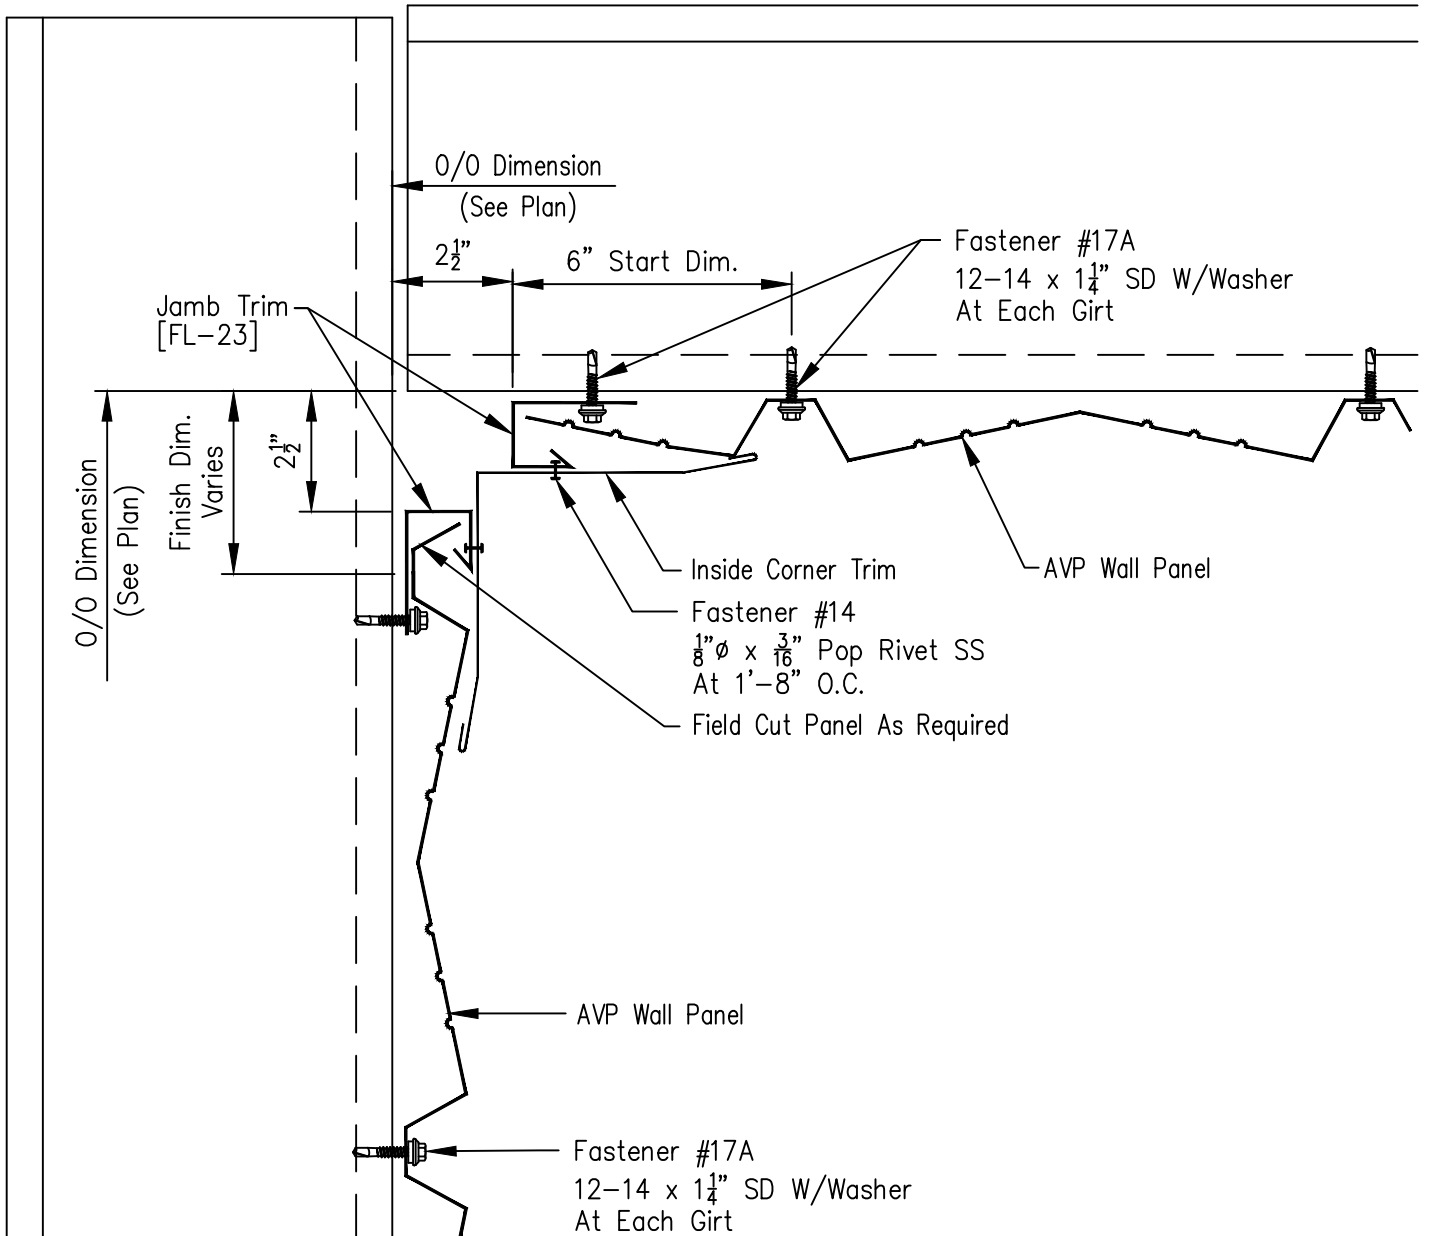 O/O Dimension
(See Plan)
2½"
6" Start Dim.
Fastener #17A
12-14 x 1¼" SD W/Washer
At Each Girt
Jamb Trim
[FL-23]
O/O Dimension
(See Plan)
Finish Dim.
Varies
2½"
Inside Corner Trim
AVP Wall Panel
Fastener #14
⅛"ø x 3/16" Pop Rivet SS
At 1'-8" O.C.
Field Cut Panel As Required
AVP Wall Panel
Fastener #17A
12-14 x 1¼" SD W/Washer
At Each Girt